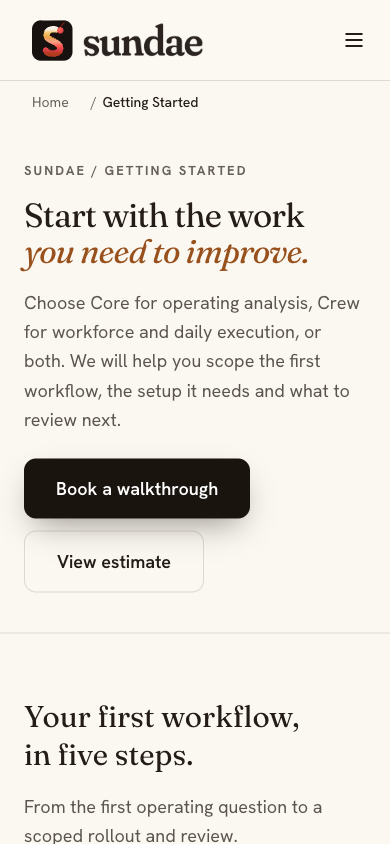 sundae
Home / Getting Started
SUNDAE / GETTING STARTED
Start with the work
you need to improve.
Choose Core for operating analysis, Crew
for workforce and daily execution, or
both. We will help you scope the first
workflow, the setup it needs and what to
review next.
Book a walkthrough
View estimate
Your first workflow,
in five steps.
From the first operating question to a
scoped rollout and review.